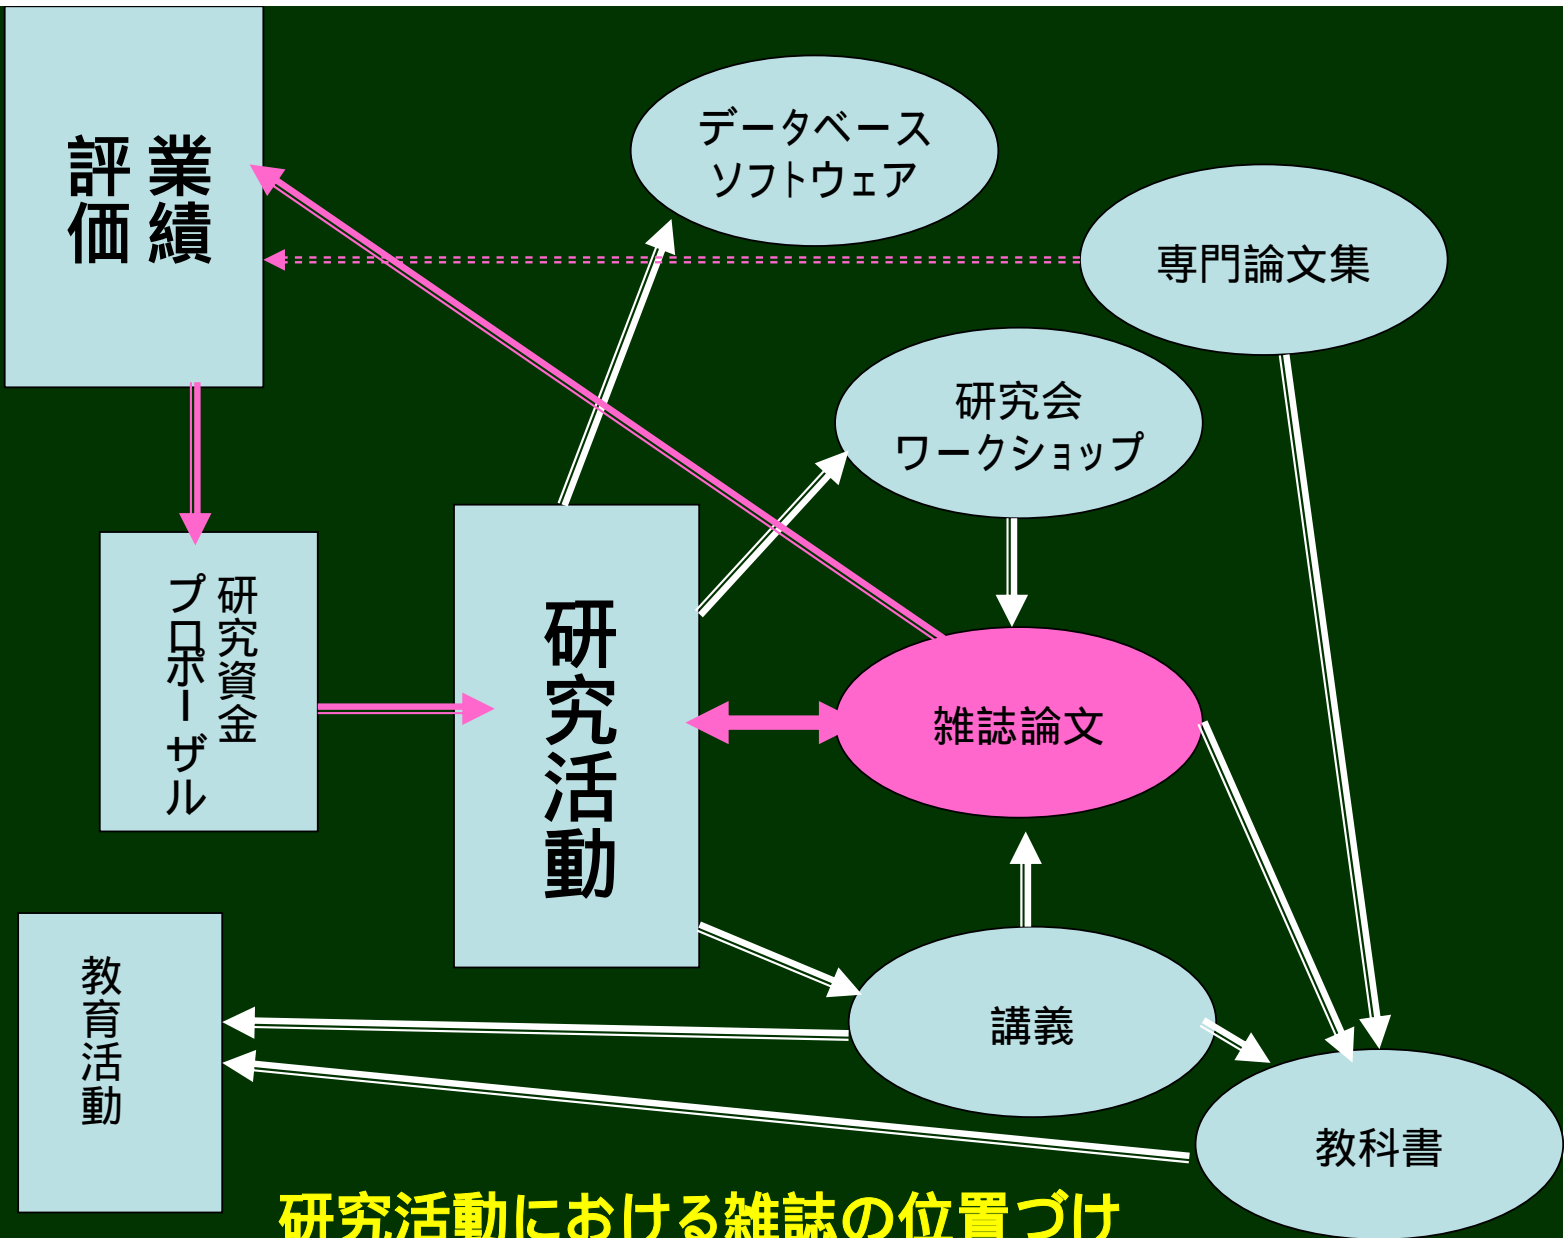 業績
評価
データベース
ソフトウェア
専門論文集
研究会
ワークショップ
研究資金
プロポーザル
研究活動
雑誌論文
教育活動
講義
教科書
研究活動における雑誌の位置づけ